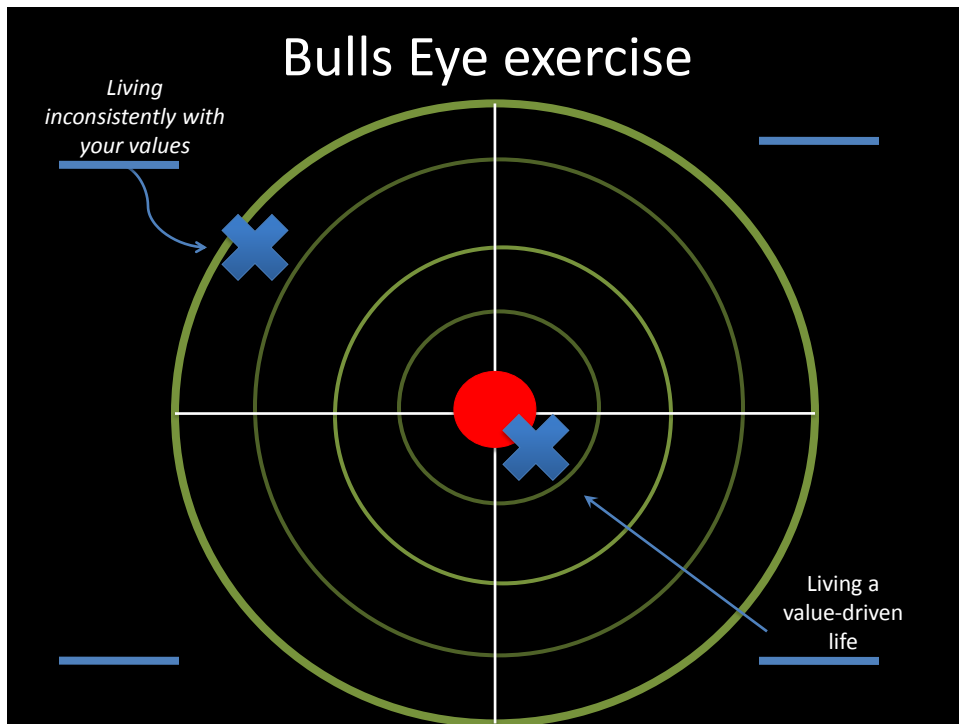 Bulls Eye exercise
Living
inconsistently with
your values
Living a
value-driven
life